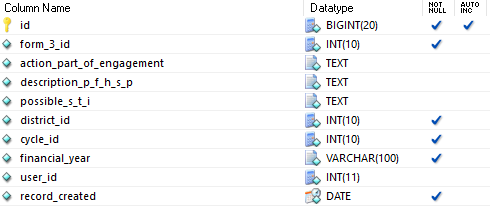 Column Name Datatype NOT NULL AUTO INC
id BIGINT(20)
form_3_id INT(10)
action_part_of_engagement TEXT
description_p_f_h_s_p TEXT
possible_s_t_i TEXT
district_id INT(10)
cycle_id INT(10)
financial_year VARCHAR(100)
user_id INT(11)
record_created DATE